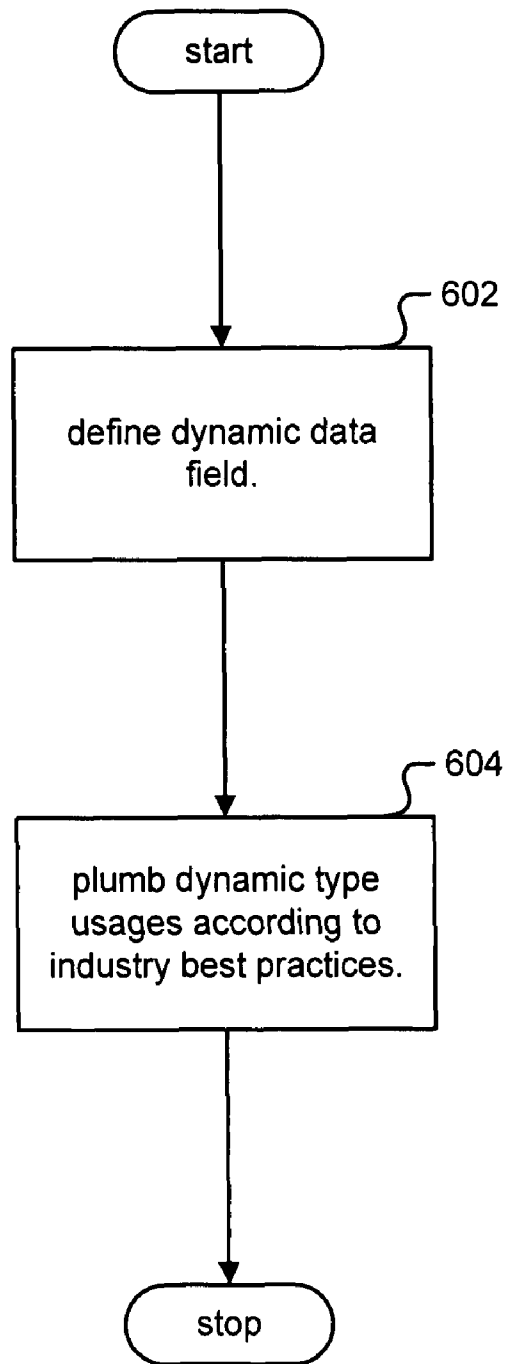 start
602
define dynamic data
field.
604
plumb dynamic type
usages according to
industry best practices.
stop